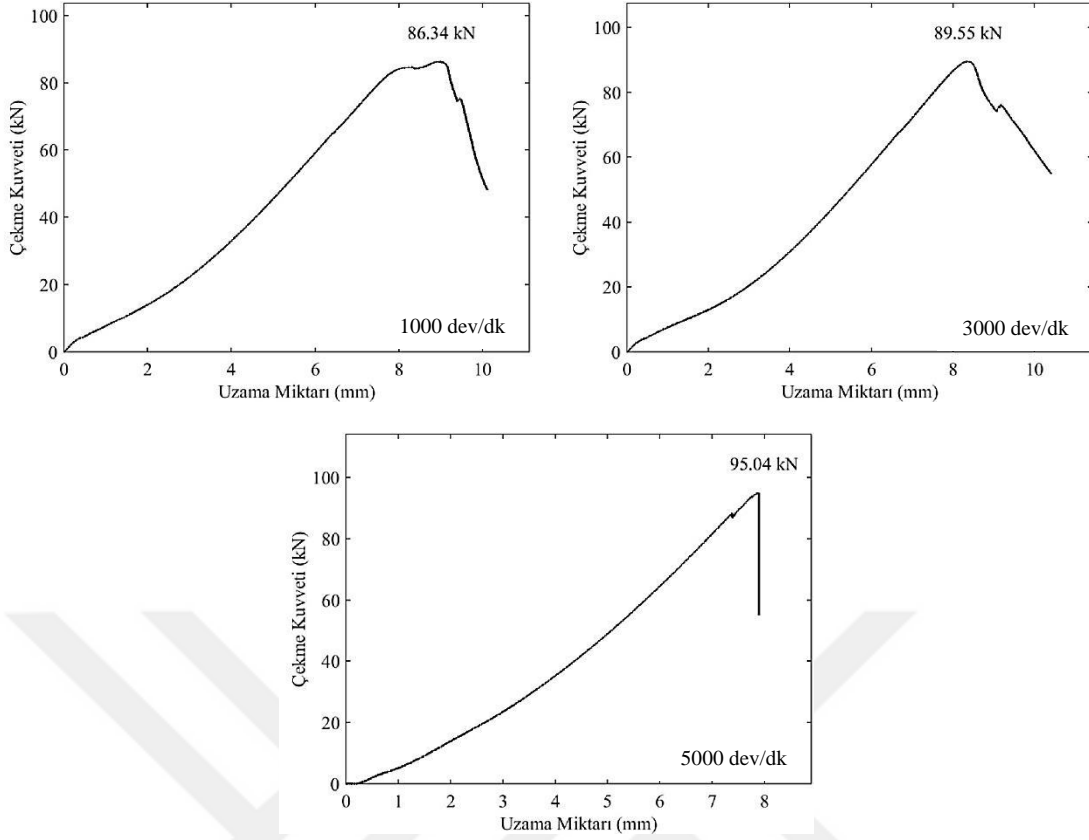 86.34 kN
100
80
60
40
20
0
Çekme Kuvveti (kN)
1000 dev/dk
0 2 4 6 8 10
Uzama Miktarı (mm)
89.55 kN
100
80
60
40
20
0
Çekme Kuvveti (kN)
3000 dev/dk
0 2 4 6 8 10
Uzama Miktarı (mm)
95.04 kN
100
80
60
40
20
0
Çekme Kuvveti (kN)
5000 dev/dk
0 1 2 3 4 5 6 7 8
Uzama Miktarı (mm)